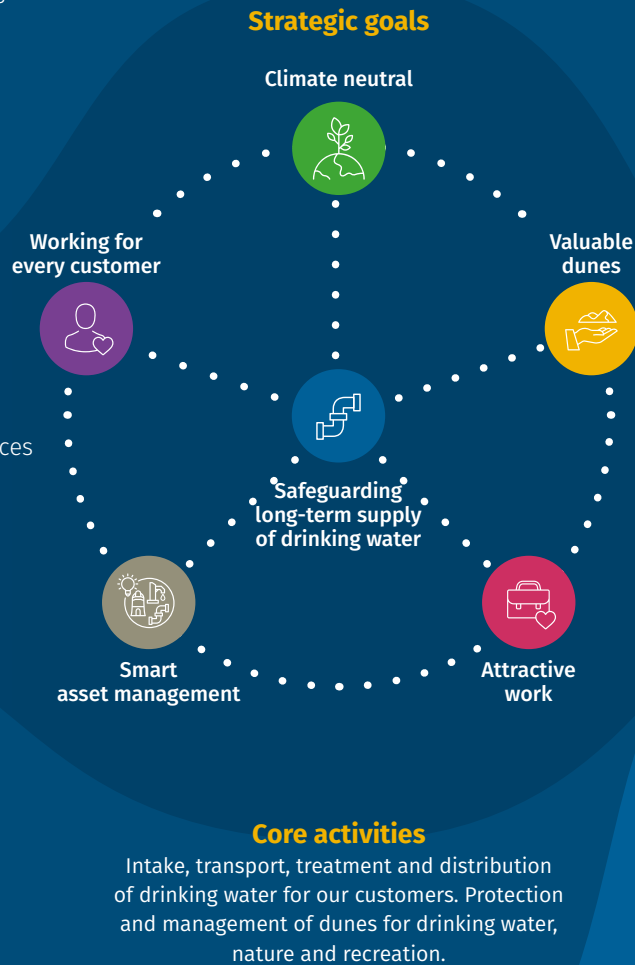 Strategic goals
Climate neutral
Working for
every customer
Valuable
dunes
Safeguarding
long-term supply
of drinking water
Smart
asset management
Attractive
work
Core activities
Intake, transport, treatment and distribution
of drinking water for our customers. Protection
and management of dunes for drinking water,
nature and recreation.